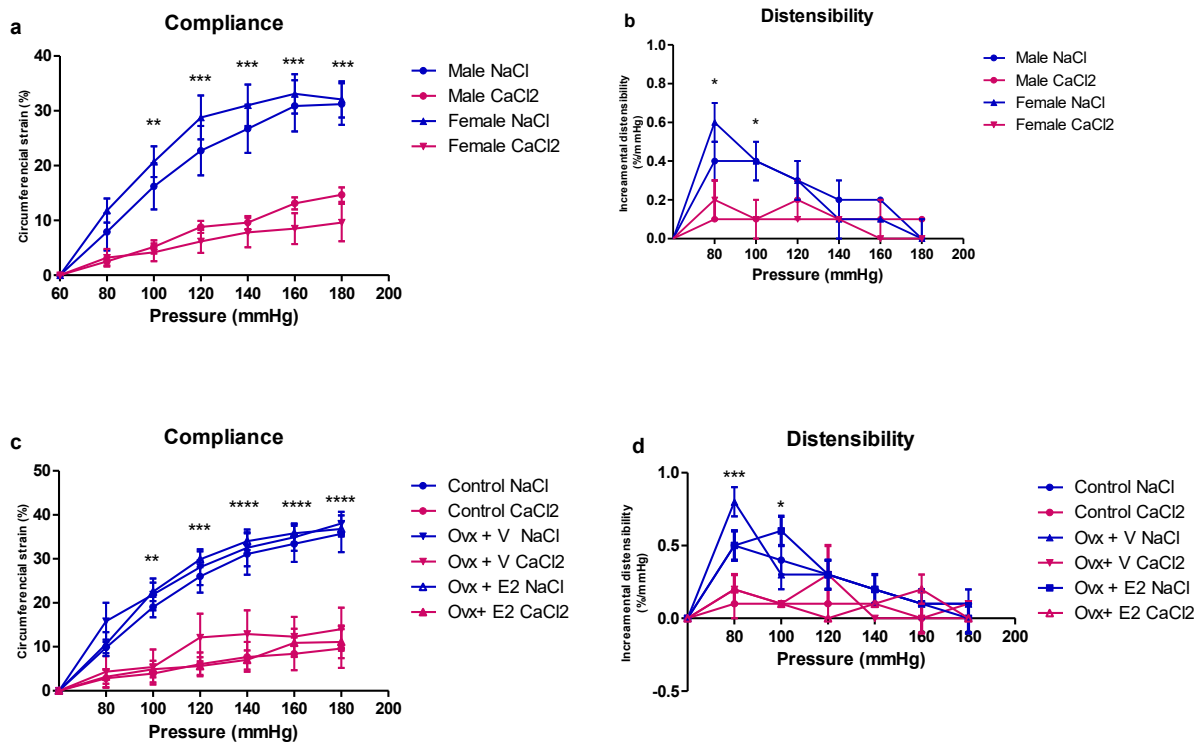 a
Compliance
40
30
20
10
0
Circumferencial strain (%)
**
***
***
***
***
60 80 100 120 140 160 180 200
Pressure (mmHg)
Male NaCl
Male CaCl2
Female NaCl
Female CaCl2
b
Distensibility
1.0
0.8
0.6
0.4
0.2
0.0
Increamental distensibility
(%/mmHg)
*
*
80 100 120 140 160 180 200
Pressure (mmHg)
Male NaCl
Male CaCl2
Female NaCl
Female CaCl2
c
Compliance
50
40
30
20
10
0
Circumferencial strain (%)
**
***
****
****
****
80 100 120 140 160 180 200
Pressure (mmHg)
Control NaCl
Control CaCl2
Ovx + V NaCl
Ovx + V CaCl2
Ovx + E2 NaCl
Ovx+ E2 CaCl2
d
Distensibility
1.0
0.5
0.0
-0.5
Increamental distensibility
(%/mmHg)
***
*
80 100 120 140 160 180 200
Pressure (mmHg)
Control NaCl
Control CaCl2
Ovx + V NaCl
Ovx + V CaCl2
Ovx + E2 NaCl
Ovx+ E2 CaCl2